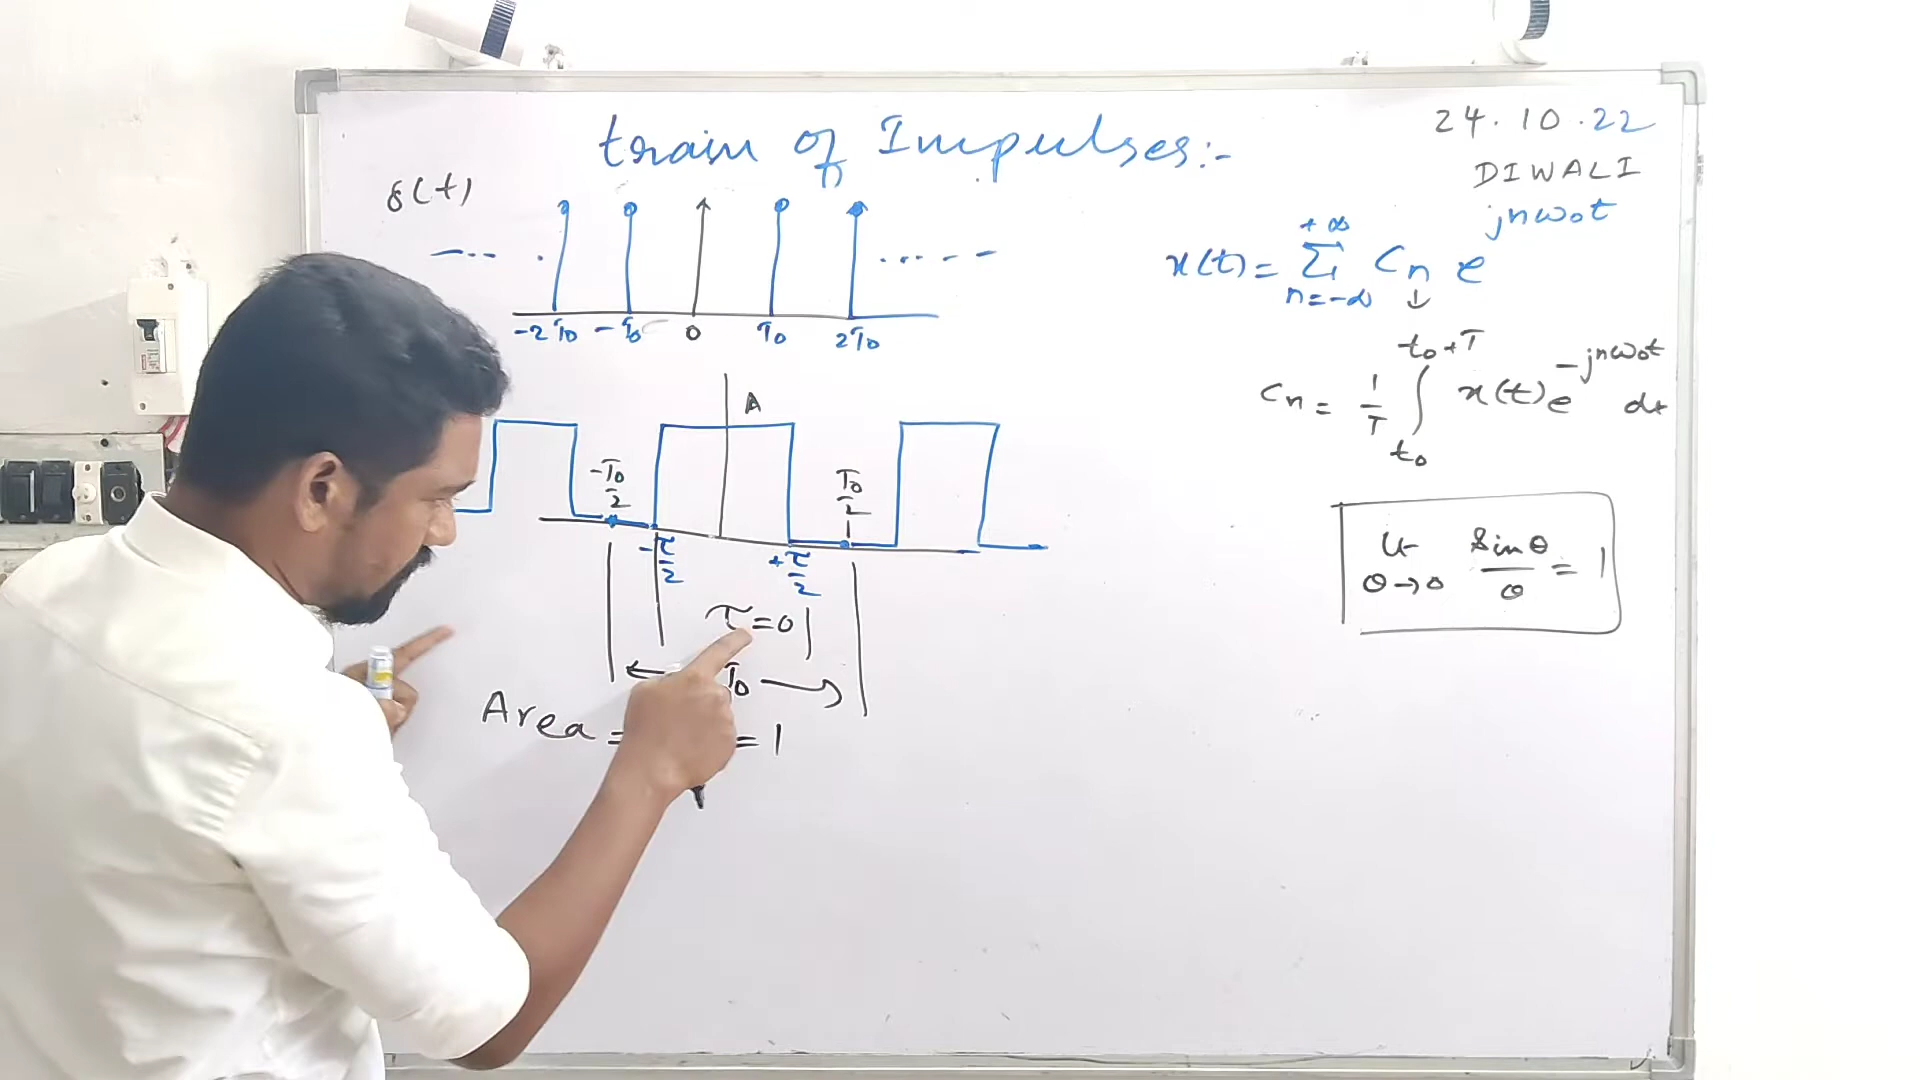 train of Impulses:-
24.10.22
DIWALI
δ(t)
-2T0 -T0 0 T0 2T0
x(t) = +∞ Σ n=-∞ Cn e jnω0t
↓
Cn = 1/T ∫ t0 t0+T x(t) e -jnω0t dt
A
-T0/2 T0/2
-τ/2 +τ/2
τ=0
← T0 →
Area = = 1
Lt θ→0 Sinθ/θ = 1